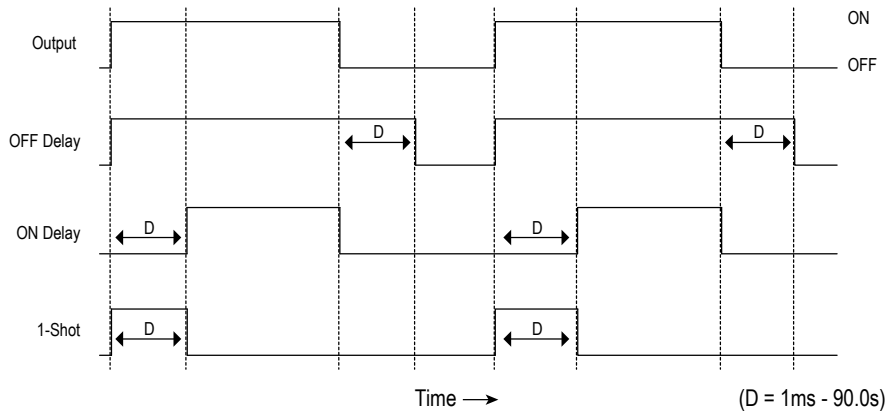 Output
ON
OFF
OFF Delay
D
D
ON Delay
D
D
1-Shot
D
D
Time
(D = 1ms - 90.0s)